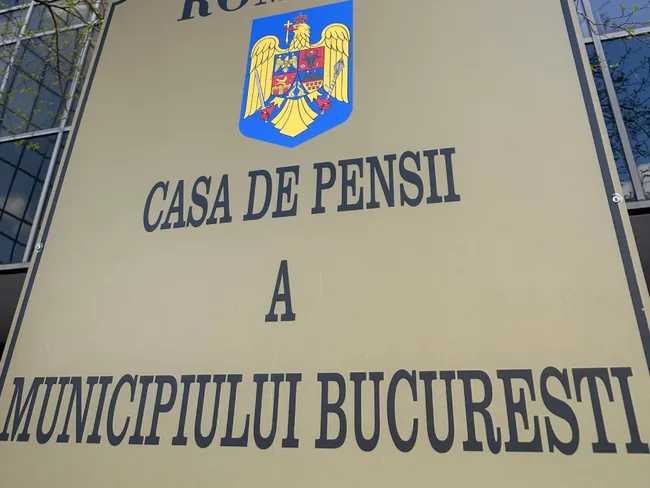 CASA DE PENSII
A
MUNICIPIULUI BUCURESTI